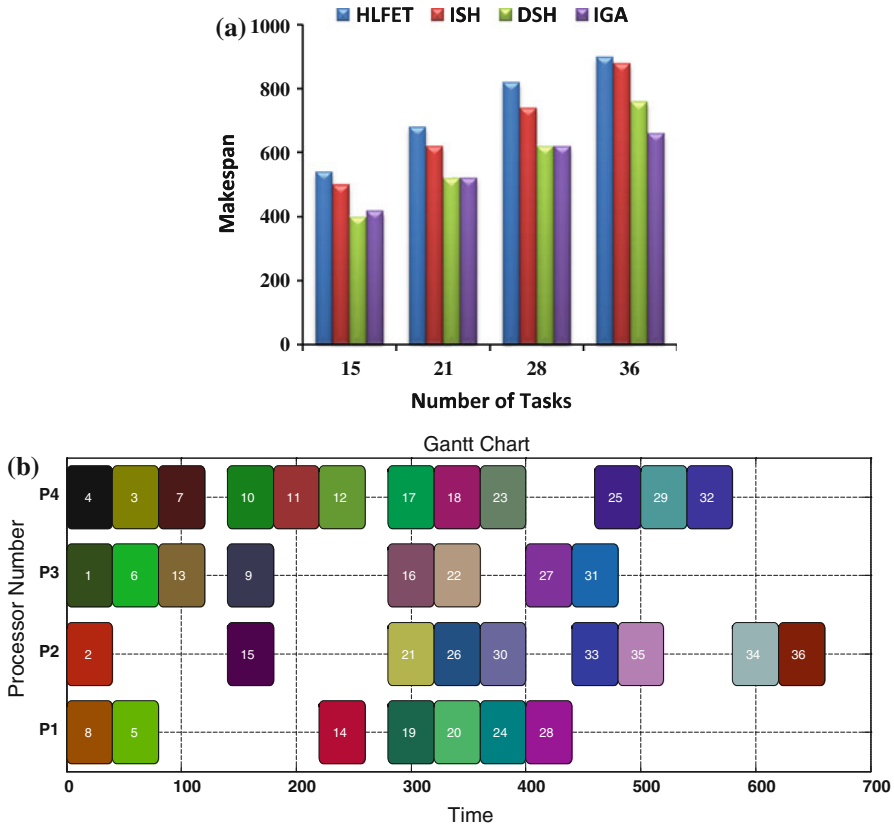 (a)
HLFET ISH DSH IGA
1000
800
600
400
200
0
Makespan
15 21 28 36
Number of Tasks
(b)
Gantt Chart
Processor Number
P4 4 3 7 10 11 12 17 18 23 25 29 32
P3 1 6 13 9 16 22 27 31
P2 2 15 21 26 30 33 35 34 36
P1 8 5 14 19 20 24 28
0 100 200 300 400 500 600 700
Time